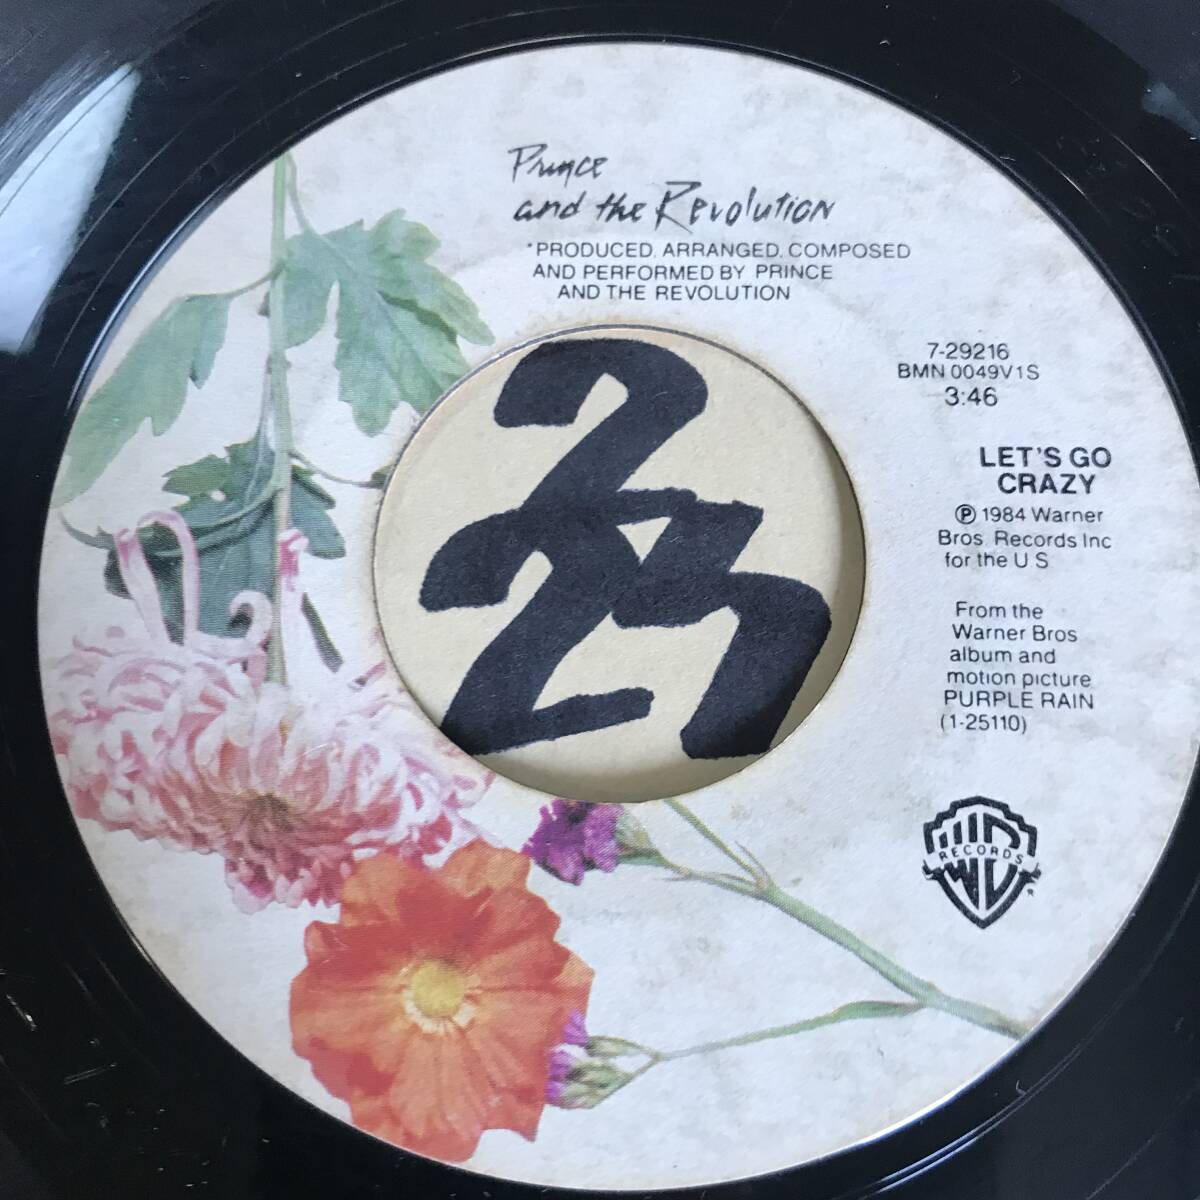 Prince
and the Revolution
*PRODUCED, ARRANGED, COMPOSED
AND PERFORMED BY PRINCE
AND THE REVOLUTION
7-29216
BMN 0049V1S
3:46
LET'S GO
CRAZY
℗ 1984 Warner
Bros. Records Inc
for the U S
From the
Warner Bros
album and
motion picture
PURPLE RAIN
(1-25110)
WB
RECORDS